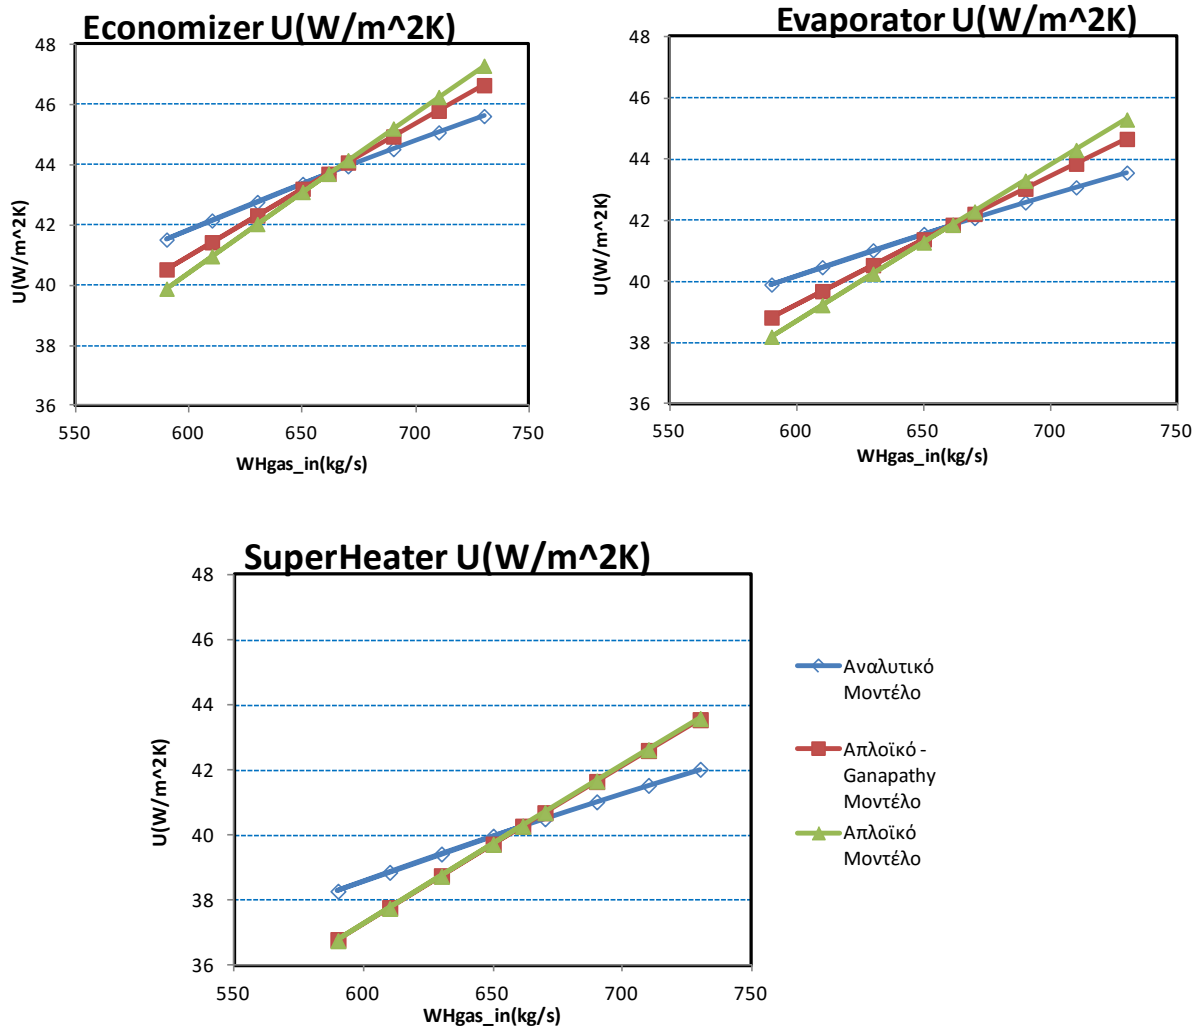 Economizer U(W/m^2K)
48
46
44
42
40
38
36
U(W/m^2K)
550
600
650
700
750
WHgas_in(kg/s)
Evaporator U(W/m^2K)
48
46
44
42
40
38
36
U(W/m^2K)
550
600
650
700
750
WHgas_in(kg/s)
SuperHeater U(W/m^2K)
48
46
44
42
40
38
36
U(W/m^2K)
550
600
650
700
750
WHgas_in(kg/s)
Αναλυτικό
Μοντέλο
Απλοϊκό -
Ganapathy
Μοντέλο
Απλοϊκό
Μοντέλο